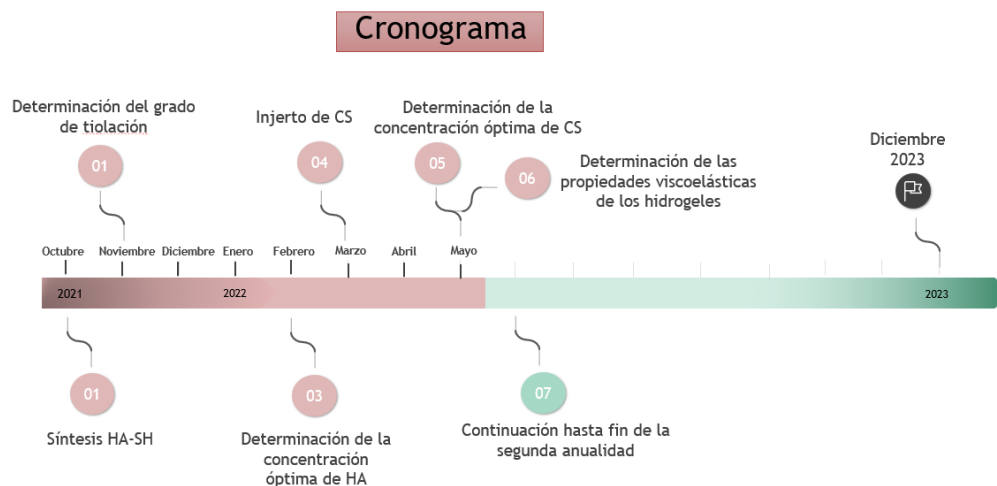 Cronograma
Determinación del grado
de tiolación
01
Injerto de CS
04
Determinación de la
concentración óptima de CS
05
06
Determinación de las
propiedades viscoelásticas
de los hidrogeles
Diciembre
2023
Octubre
Noviembre
Diciembre
Enero
Febrero
Marzo
Abril
Mayo
2021
2022
2023
01
Síntesis HA-SH
03
Determinación de la
concentración
óptima de HA
07
Continuación hasta fin de la
segunda anualidad